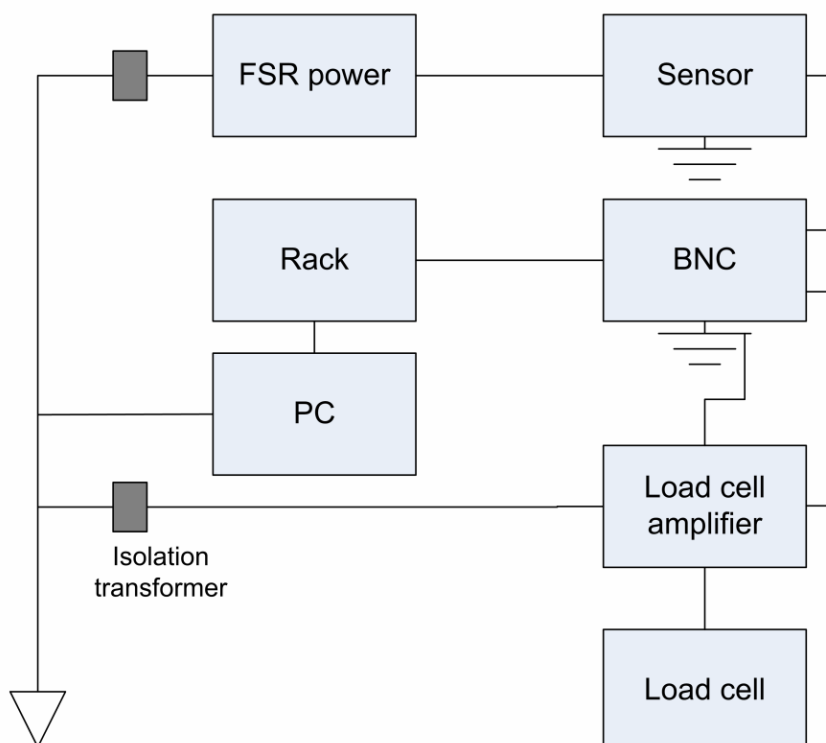 FSR power
Sensor
Rack
BNC
PC
Load cell
amplifier
Isolation
transformer
Load cell